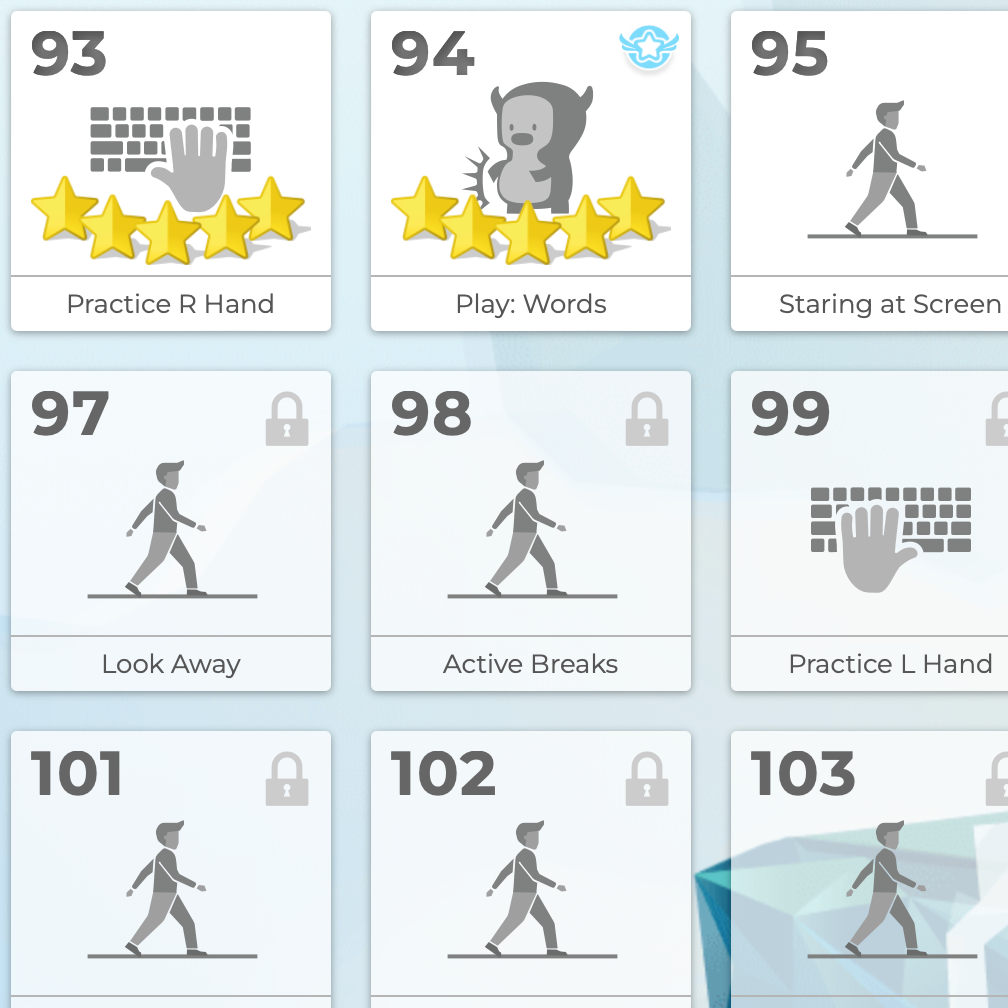 93
94
95
Practice R Hand
Play: Words
Staring at Screen
97
98
99
Look Away
Active Breaks
Practice L Hand
101
102
103